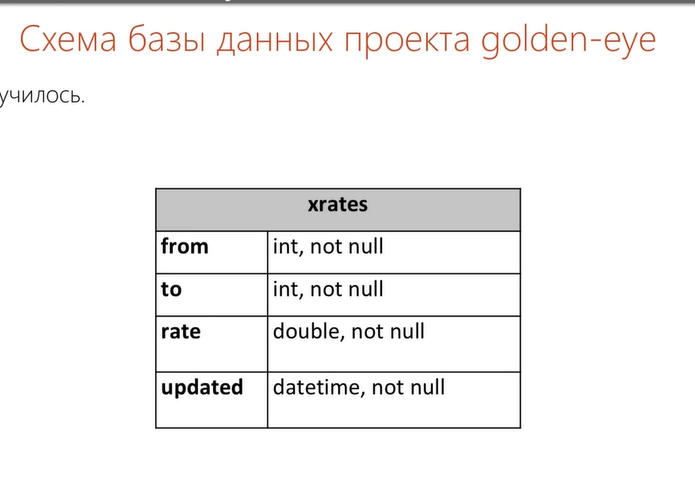 Схема базы данных проекта golden-eye
училось.
xrates
from int, not null
to int, not null
rate double, not null
updated datetime, not null